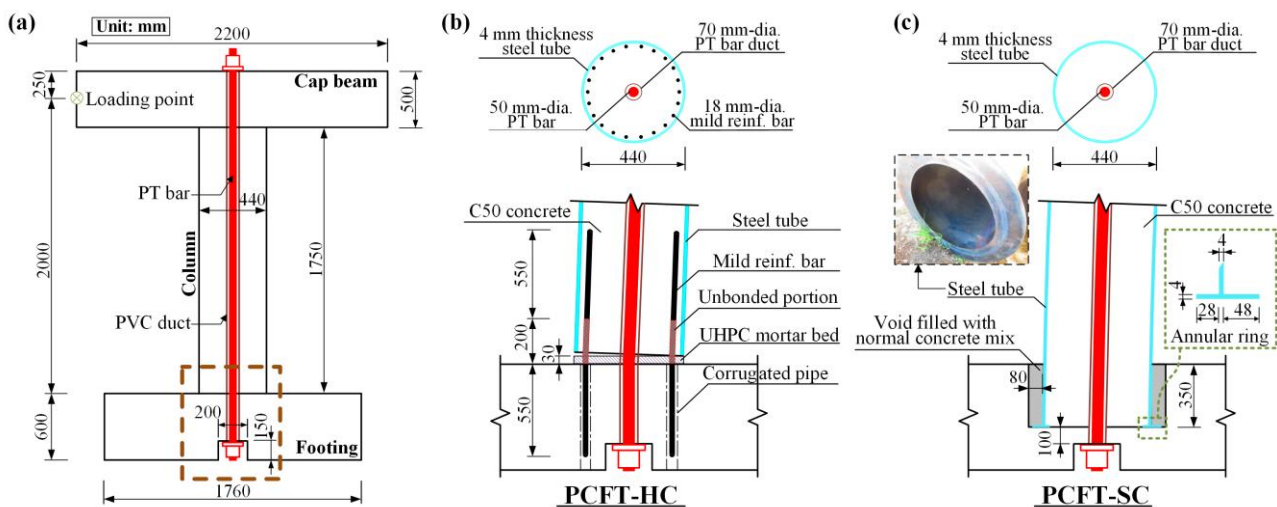 (a)
Unit: mm
2200
250
Loading point
Cap beam
500
2000
PT bar
440
Column
1750
PVC duct
600
200
150
Footing
1760
(b)
4 mm thickness
steel tube
70 mm-dia.
PT bar duct
50 mm-dia.
PT bar
18 mm-dia.
mild reinf. bar
440
C50 concrete
Steel tube
550
Mild reinf. bar
Unbonded portion
200
UHPC mortar bed
30
Corrugated pipe
550
PCFT-HC
(c)
4 mm thickness
steel tube
70 mm-dia.
PT bar duct
50 mm-dia.
PT bar
440
C50 concrete
4
Steel tube
4
28
48
Void filled with
normal concrete mix
Annular ring
80
350
100
PCFT-SC